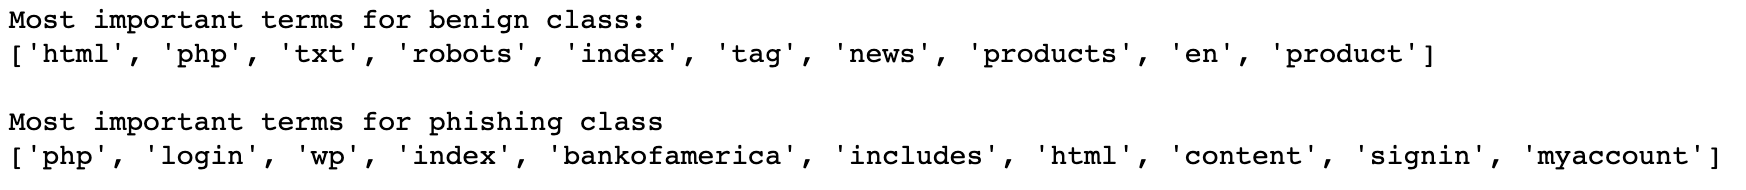 Most important terms for benign class:
['html', 'php', 'txt', 'robots', 'index', 'tag', 'news', 'products', 'en', 'product']
Most important terms for phishing class
['php', 'login', 'wp', 'index', 'bankofamerica', 'includes', 'html', 'content', 'signin', 'myaccount']